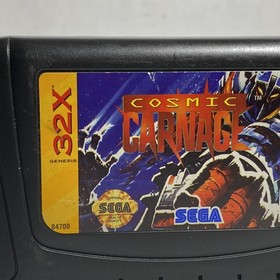 32X
GENESIS
COSMIC
CARNAGE
SEGA
SEGA
84700